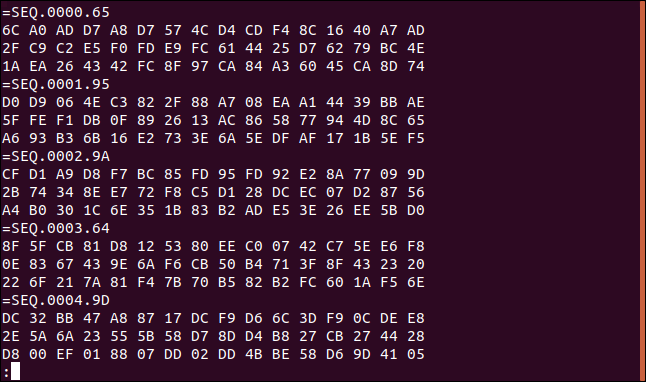 =SEQ.0000.65
6C A0 AD D7 A8 D7 57 4C D4 CD F4 8C 16 40 A7 AD
2F C9 C2 E5 F0 FD E9 FC 61 44 25 D7 62 79 BC 4E
1A EA 26 43 42 FC 8F 97 CA 84 A3 60 45 CA 8D 74
=SEQ.0001.95
D0 D9 06 4E C3 82 2F 88 A7 08 EA A1 44 39 BB AE
5F FE F1 DB 0F 89 26 13 AC 86 58 77 94 4D 8C 65
A6 93 B3 6B 16 E2 73 3E 6A 5E DF AF 17 1B 5E F5
=SEQ.0002.9A
CF D1 A9 D8 F7 BC 85 FD 95 FD 92 E2 8A 77 09 9D
2B 74 34 8E E7 72 F8 C5 D1 28 DC EC 07 D2 87 56
A4 B0 30 1C 6E 35 1B 83 B2 AD E5 3E 26 EE 5B D0
=SEQ.0003.64
8F 5F CB 81 D8 12 53 80 EE C0 07 42 C7 5E E6 F8
0E 83 67 43 9E 6A F6 CB 50 B4 71 3F 8F 43 23 20
22 6F 21 7A 81 F4 7B 70 B5 82 B2 FC 60 1A F5 6E
=SEQ.0004.9D
DC 32 BB 47 A8 87 17 DC F9 D6 6C 3D F9 0C DE E8
2E 5A 6A 23 55 5B 58 D7 8D D4 B8 27 CB 27 44 28
D8 00 EF 01 88 07 DD 02 DD 4B BE 58 D6 9D 41 05
: